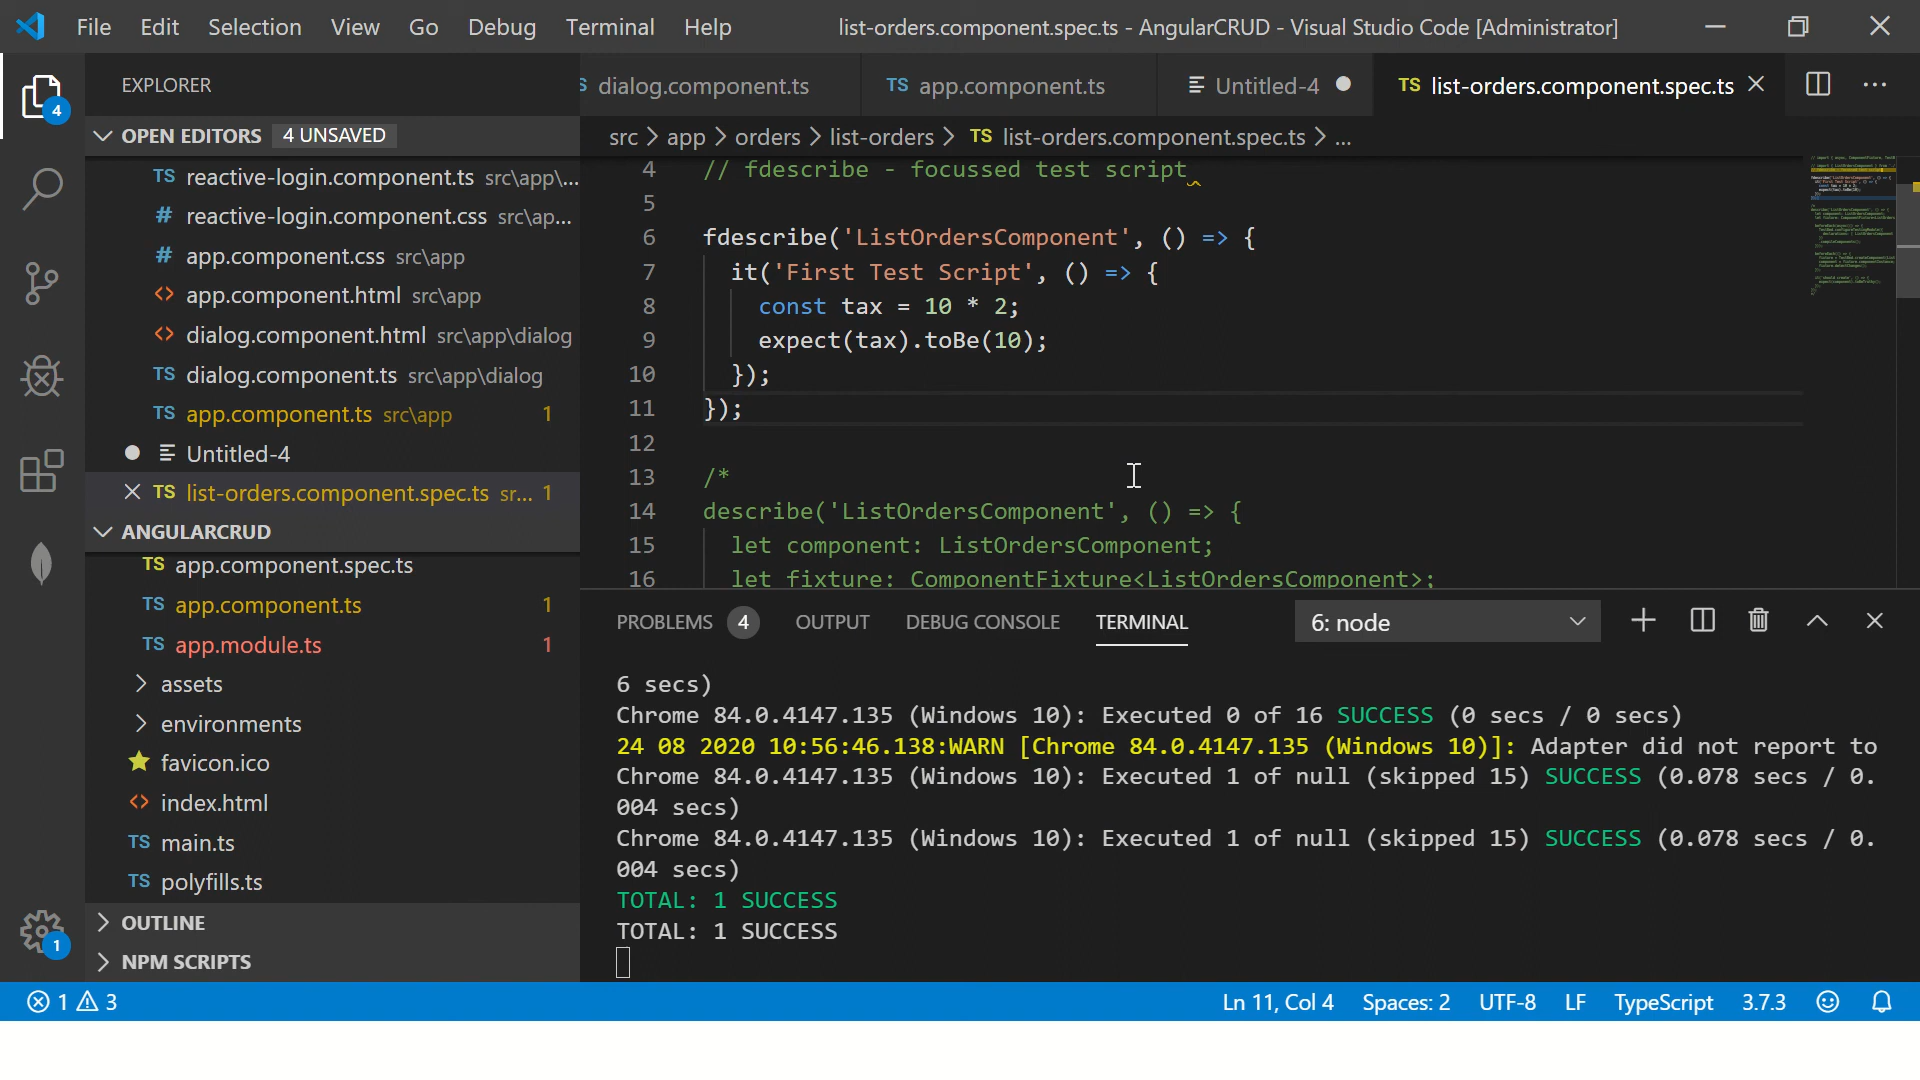 File Edit Selection View Go Debug Terminal Help list-orders.component.spec.ts - AngularCRUD - Visual Studio Code [Administrator]
EXPLORER
4
OPEN EDITORS 4 UNSAVED
TS reactive-login.component.ts src\app\...
# reactive-login.component.css src\ap...
# app.component.css src\app
<> app.component.html src\app
<> dialog.component.html src\app\dialog
TS dialog.component.ts src\app\dialog
TS app.component.ts src\app 1
Untitled-4
TS list-orders.component.spec.ts sr... 1
ANGULARCRUD
TS app.component.spec.ts
TS app.component.ts 1
TS app.module.ts 1
assets
environments
favicon.ico
<> index.html
TS main.ts
TS polyfills.ts
OUTLINE
NPM SCRIPTS
1
dialog.component.ts TS app.component.ts Untitled-4 TS list-orders.component.spec.ts ...
src > app > orders > list-orders > TS list-orders.component.spec.ts > ...
4 // fdescribe - focussed test script
5
6 fdescribe('ListOrdersComponent', () => {
7 it('First Test Script', () => {
8 const tax = 10 * 2;
9 expect(tax).toBe(10);
10 });
11 });
12
13 /*
14 describe('ListOrdersComponent', () => {
15 let component: ListOrdersComponent;
16 let fixture: ComponentFixture<ListOrdersComponent>;
PROBLEMS 4 OUTPUT DEBUG CONSOLE TERMINAL 6: node
6 secs)
Chrome 84.0.4147.135 (Windows 10): Executed 0 of 16 SUCCESS (0 secs / 0 secs)
24 08 2020 10:56:46.138:WARN [Chrome 84.0.4147.135 (Windows 10)]: Adapter did not report to
Chrome 84.0.4147.135 (Windows 10): Executed 1 of null (skipped 15) SUCCESS (0.078 secs / 0.
004 secs)
Chrome 84.0.4147.135 (Windows 10): Executed 1 of null (skipped 15) SUCCESS (0.078 secs / 0.
004 secs)
TOTAL: 1 SUCCESS
TOTAL: 1 SUCCESS
1 3 Ln 11, Col 4 Spaces: 2 UTF-8 LF TypeScript 3.7.3